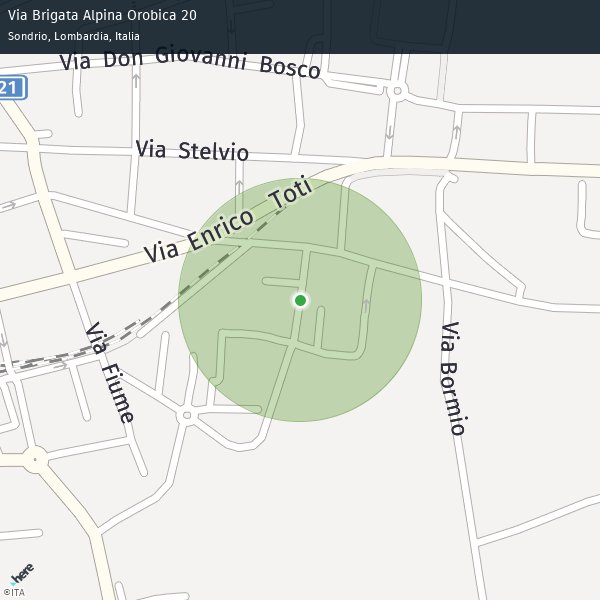 Via Brigata Alpina Orobica 20
Sondrio, Lombardia, Italia
Via Don Giovanni Bosco
21
Via Stelvio
Via Enrico Toti
Via Fiume
Via Bormio
here
©ITA